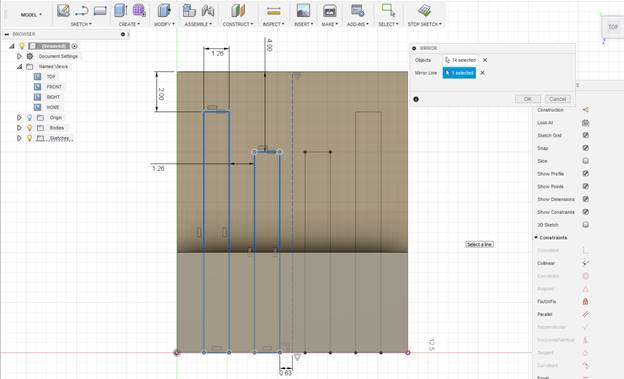 MODEL
SKETCH
CREATE
MODIFY
ASSEMBLE
CONSTRUCT
INSPECT
INSERT
MAKE
ADD-INS
SELECT
STOP SKETCH
TOP
BROWSER
(Unsaved)
Document Settings
Named Views
TOP
FRONT
RIGHT
HOME
Origin
Bodies
Sketches
1.26
4.00
2.00
1.26
0.63
12.5
MIRROR
Objects 14 selected
Mirror Line 1 selected
OK Cancel
Construction
Look At
Sketch Grid
Snap
Slice
Show Profile
Show Points
Show Dimensions
Show Constraints
3D Sketch
Constraints
Coincident
Collinear
Concentric
Fix/UnFix
Parallel
Perpendicular
Horizontal/Vertical
Tangent
Curvature
Equal
Select a line